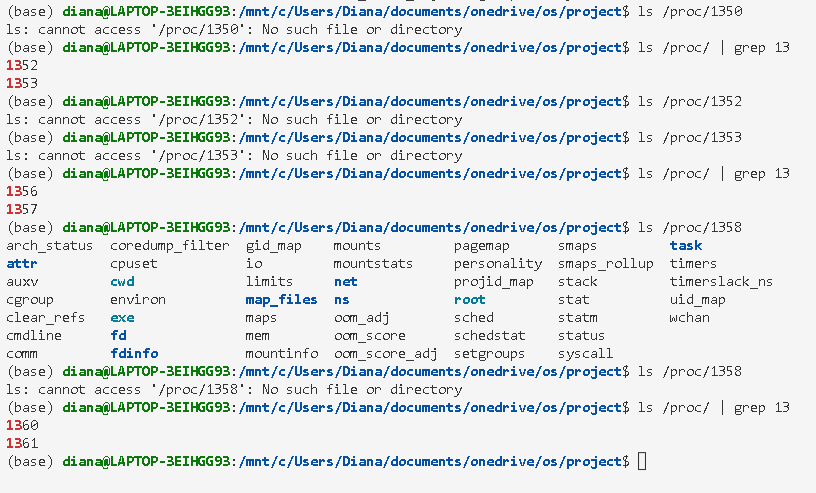 (base) diana@LAPTOP-3EIHGG93:/mnt/c/Users/Diana/documents/onedrive/os/project$ ls /proc/1350
ls: cannot access '/proc/1350': No such file or directory
(base) diana@LAPTOP-3EIHGG93:/mnt/c/Users/Diana/documents/onedrive/os/project$ ls /proc/ | grep 13
1352
1353
(base) diana@LAPTOP-3EIHGG93:/mnt/c/Users/Diana/documents/onedrive/os/project$ ls /proc/1352
ls: cannot access '/proc/1352': No such file or directory
(base) diana@LAPTOP-3EIHGG93:/mnt/c/Users/Diana/documents/onedrive/os/project$ ls /proc/1353
ls: cannot access '/proc/1353': No such file or directory
(base) diana@LAPTOP-3EIHGG93:/mnt/c/Users/Diana/documents/onedrive/os/project$ ls /proc/ | grep 13
1356
1357
(base) diana@LAPTOP-3EIHGG93:/mnt/c/Users/Diana/documents/onedrive/os/project$ ls /proc/1358
arch_status coredump_filter gid_map mounts pagemap smaps task
attr cpuset io mountstats personality smaps_rollup timers
auxv cwd limits net projid_map stack timerslack_ns
cgroup environ map_files ns root stat uid_map
clear_refs exe maps oom_adj sched statm wchan
cmdline fd mem oom_score schedstat status
comm fdinfo mountinfo oom_score_adj setgroups syscall
(base) diana@LAPTOP-3EIHGG93:/mnt/c/Users/Diana/documents/onedrive/os/project$ ls /proc/1358
ls: cannot access '/proc/1358': No such file or directory
(base) diana@LAPTOP-3EIHGG93:/mnt/c/Users/Diana/documents/onedrive/os/project$ ls /proc/ | grep 13
1360
1361
(base) diana@LAPTOP-3EIHGG93:/mnt/c/Users/Diana/documents/onedrive/os/project$